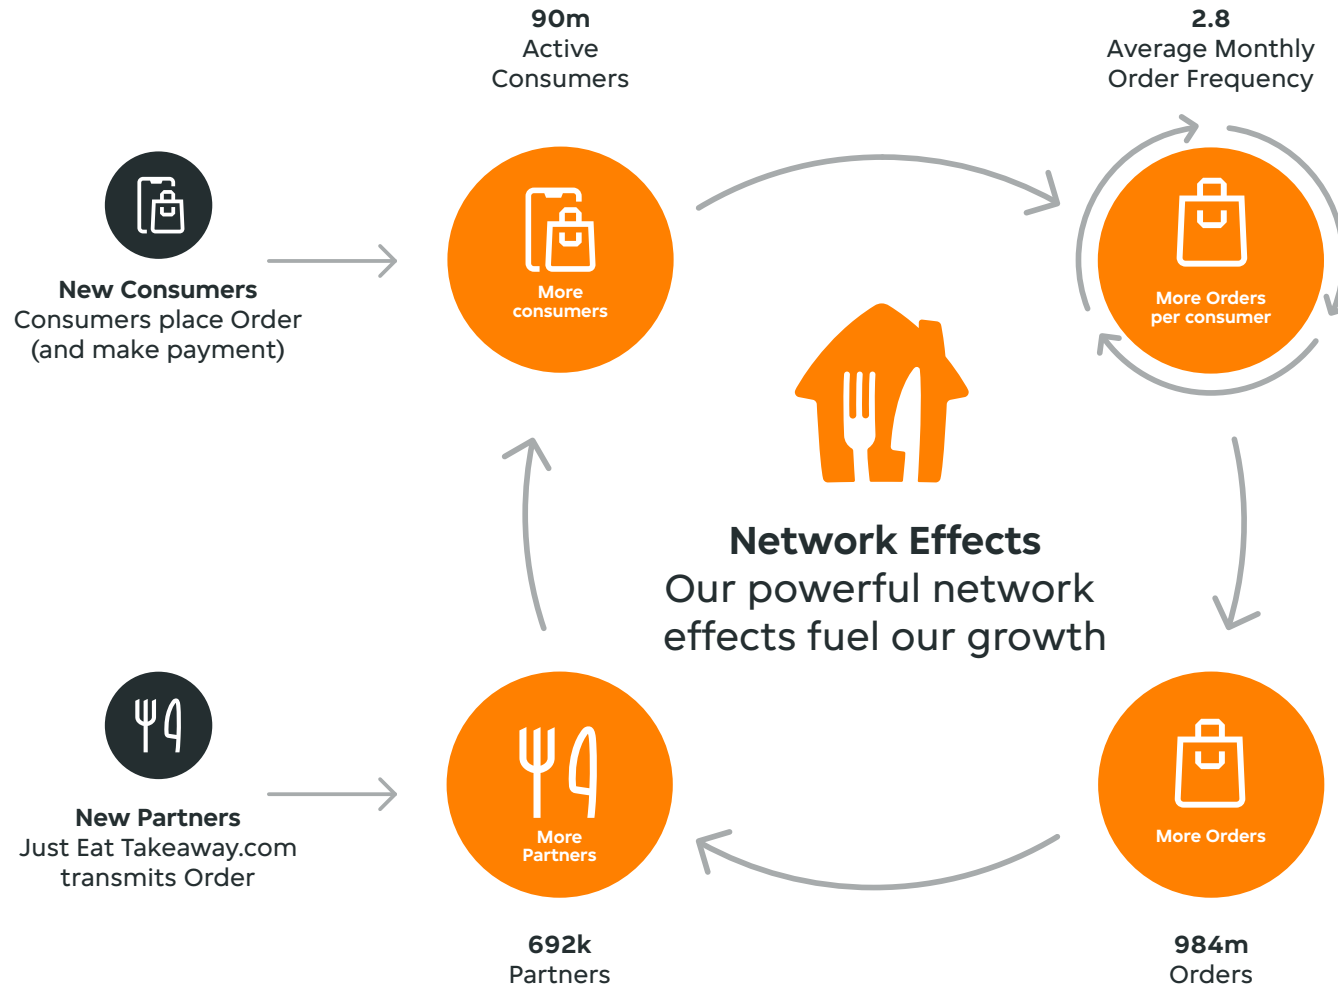 90m
Active
Consumers
2.8
Average Monthly
Order Frequency
New Consumers
Consumers place Order
(and make payment)
More
consumers
More Orders
per consumer
Network Effects
Our powerful network
effects fuel our growth
New Partners
Just Eat Takeaway.com
transmits Order
More
Partners
More Orders
692k
Partners
984m
Orders